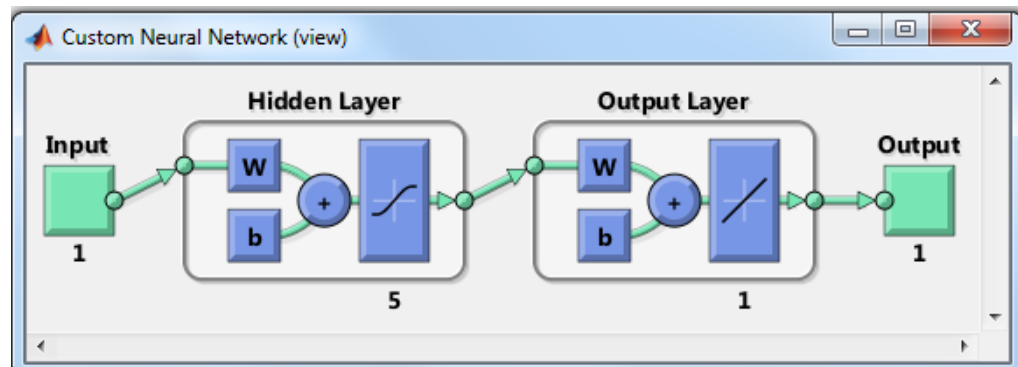 Custom Neural Network (view)
Hidden Layer
Output Layer
Input
Output
W
W
+
+
b
b
1
1
5
1